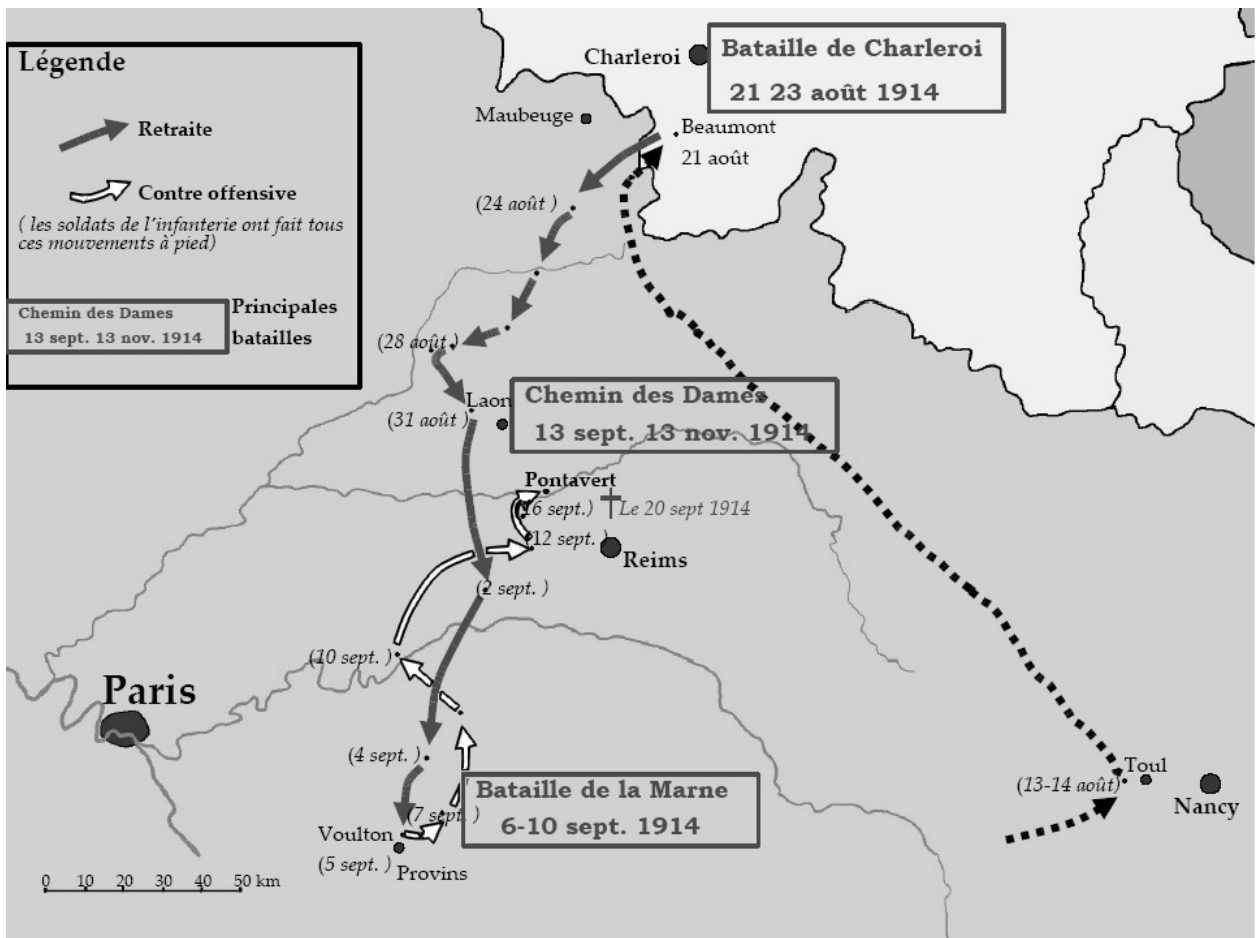 Légende
Retraite
Contre offensive
( les soldats de l'infanterie ont fait tous
ces mouvements à pied)
Chemin des Dames
13 sept. 13 nov. 1914
Principales
batailles
Charleroi
Bataille de Charleroi
21 23 août 1914
Maubeuge
Beaumont
21 août
(24 août )
(28 août )
Laon
(31 août )
Chemin des Dames
13 sept. 13 nov. 1914
Pontavert
(16 sept.)
Le 20 sept 1914
(12 sept. )
Reims
(2 sept. )
(10 sept. )
Paris
(4 sept. )
Bataille de la Marne
6-10 sept. 1914
(7 sept. )
Voulton
(5 sept. )
Provins
(13-14 août)
Toul
Nancy
0 10 20 30 40 50 km